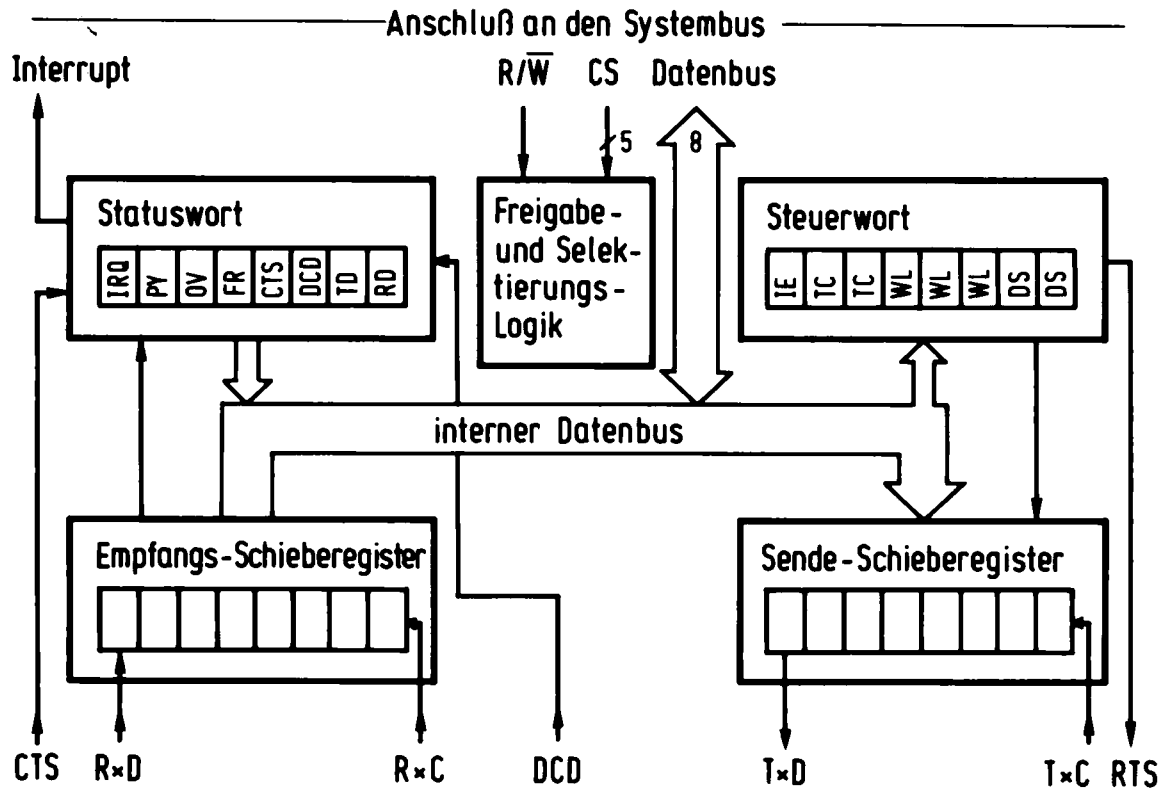 Anschluß an den Systembus
Interrupt
R/W̅ CS Datenbus
5
8
Statuswort
IRQ PY OV FR CTS DCD TD RD
Freigabe-
und Selek-
tierungs-
Logik
Steuerwort
IE TC TC WL WL WL DS DS
interner Datenbus
Empfangs-Schieberegister
Sende-Schieberegister
CTS R×D R×C DCD T×D T×C RTS